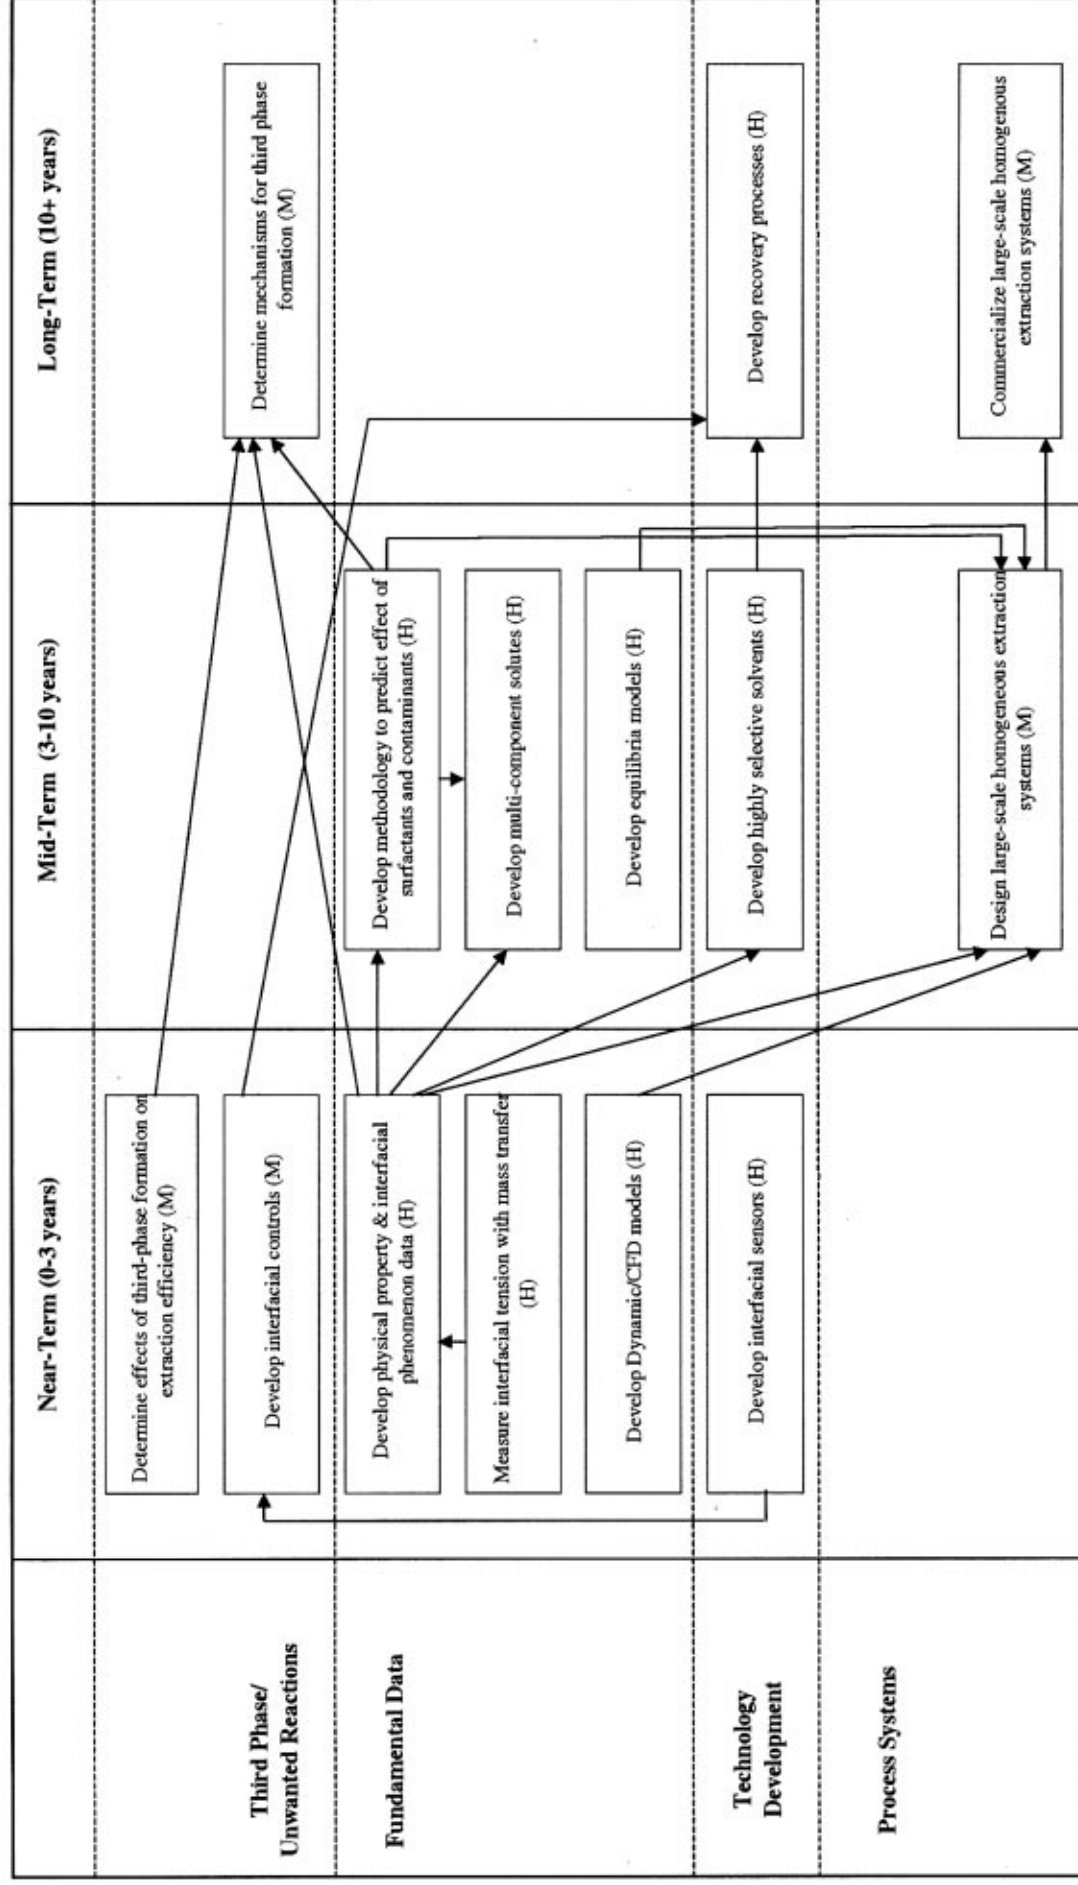 Near-Term (0-3 years)
Mid-Term (3-10 years)
Long-Term (10+ years)
Third Phase/
Unwanted Reactions
Determine effects of third-phase formation on
extraction efficiency (M)
Develop interfacial controls (M)
Determine mechanisms for third phase
formation (M)
Fundamental Data
Develop physical property & interfacial
phenomenon data (H)
Measure interfacial tension with mass transfer
(H)
Develop Dynamic/CFD models (H)
Develop methodology to predict effect of
surfactants and contaminants (H)
Develop multi-component solutes (H)
Develop equilibria models (H)
Technology
Development
Develop interfacial sensors (H)
Develop highly selective solvents (H)
Develop recovery processes (H)
Process Systems
Design large-scale homogeneous extraction
systems (M)
Commercialize large-scale homogenous
extraction systems (M)